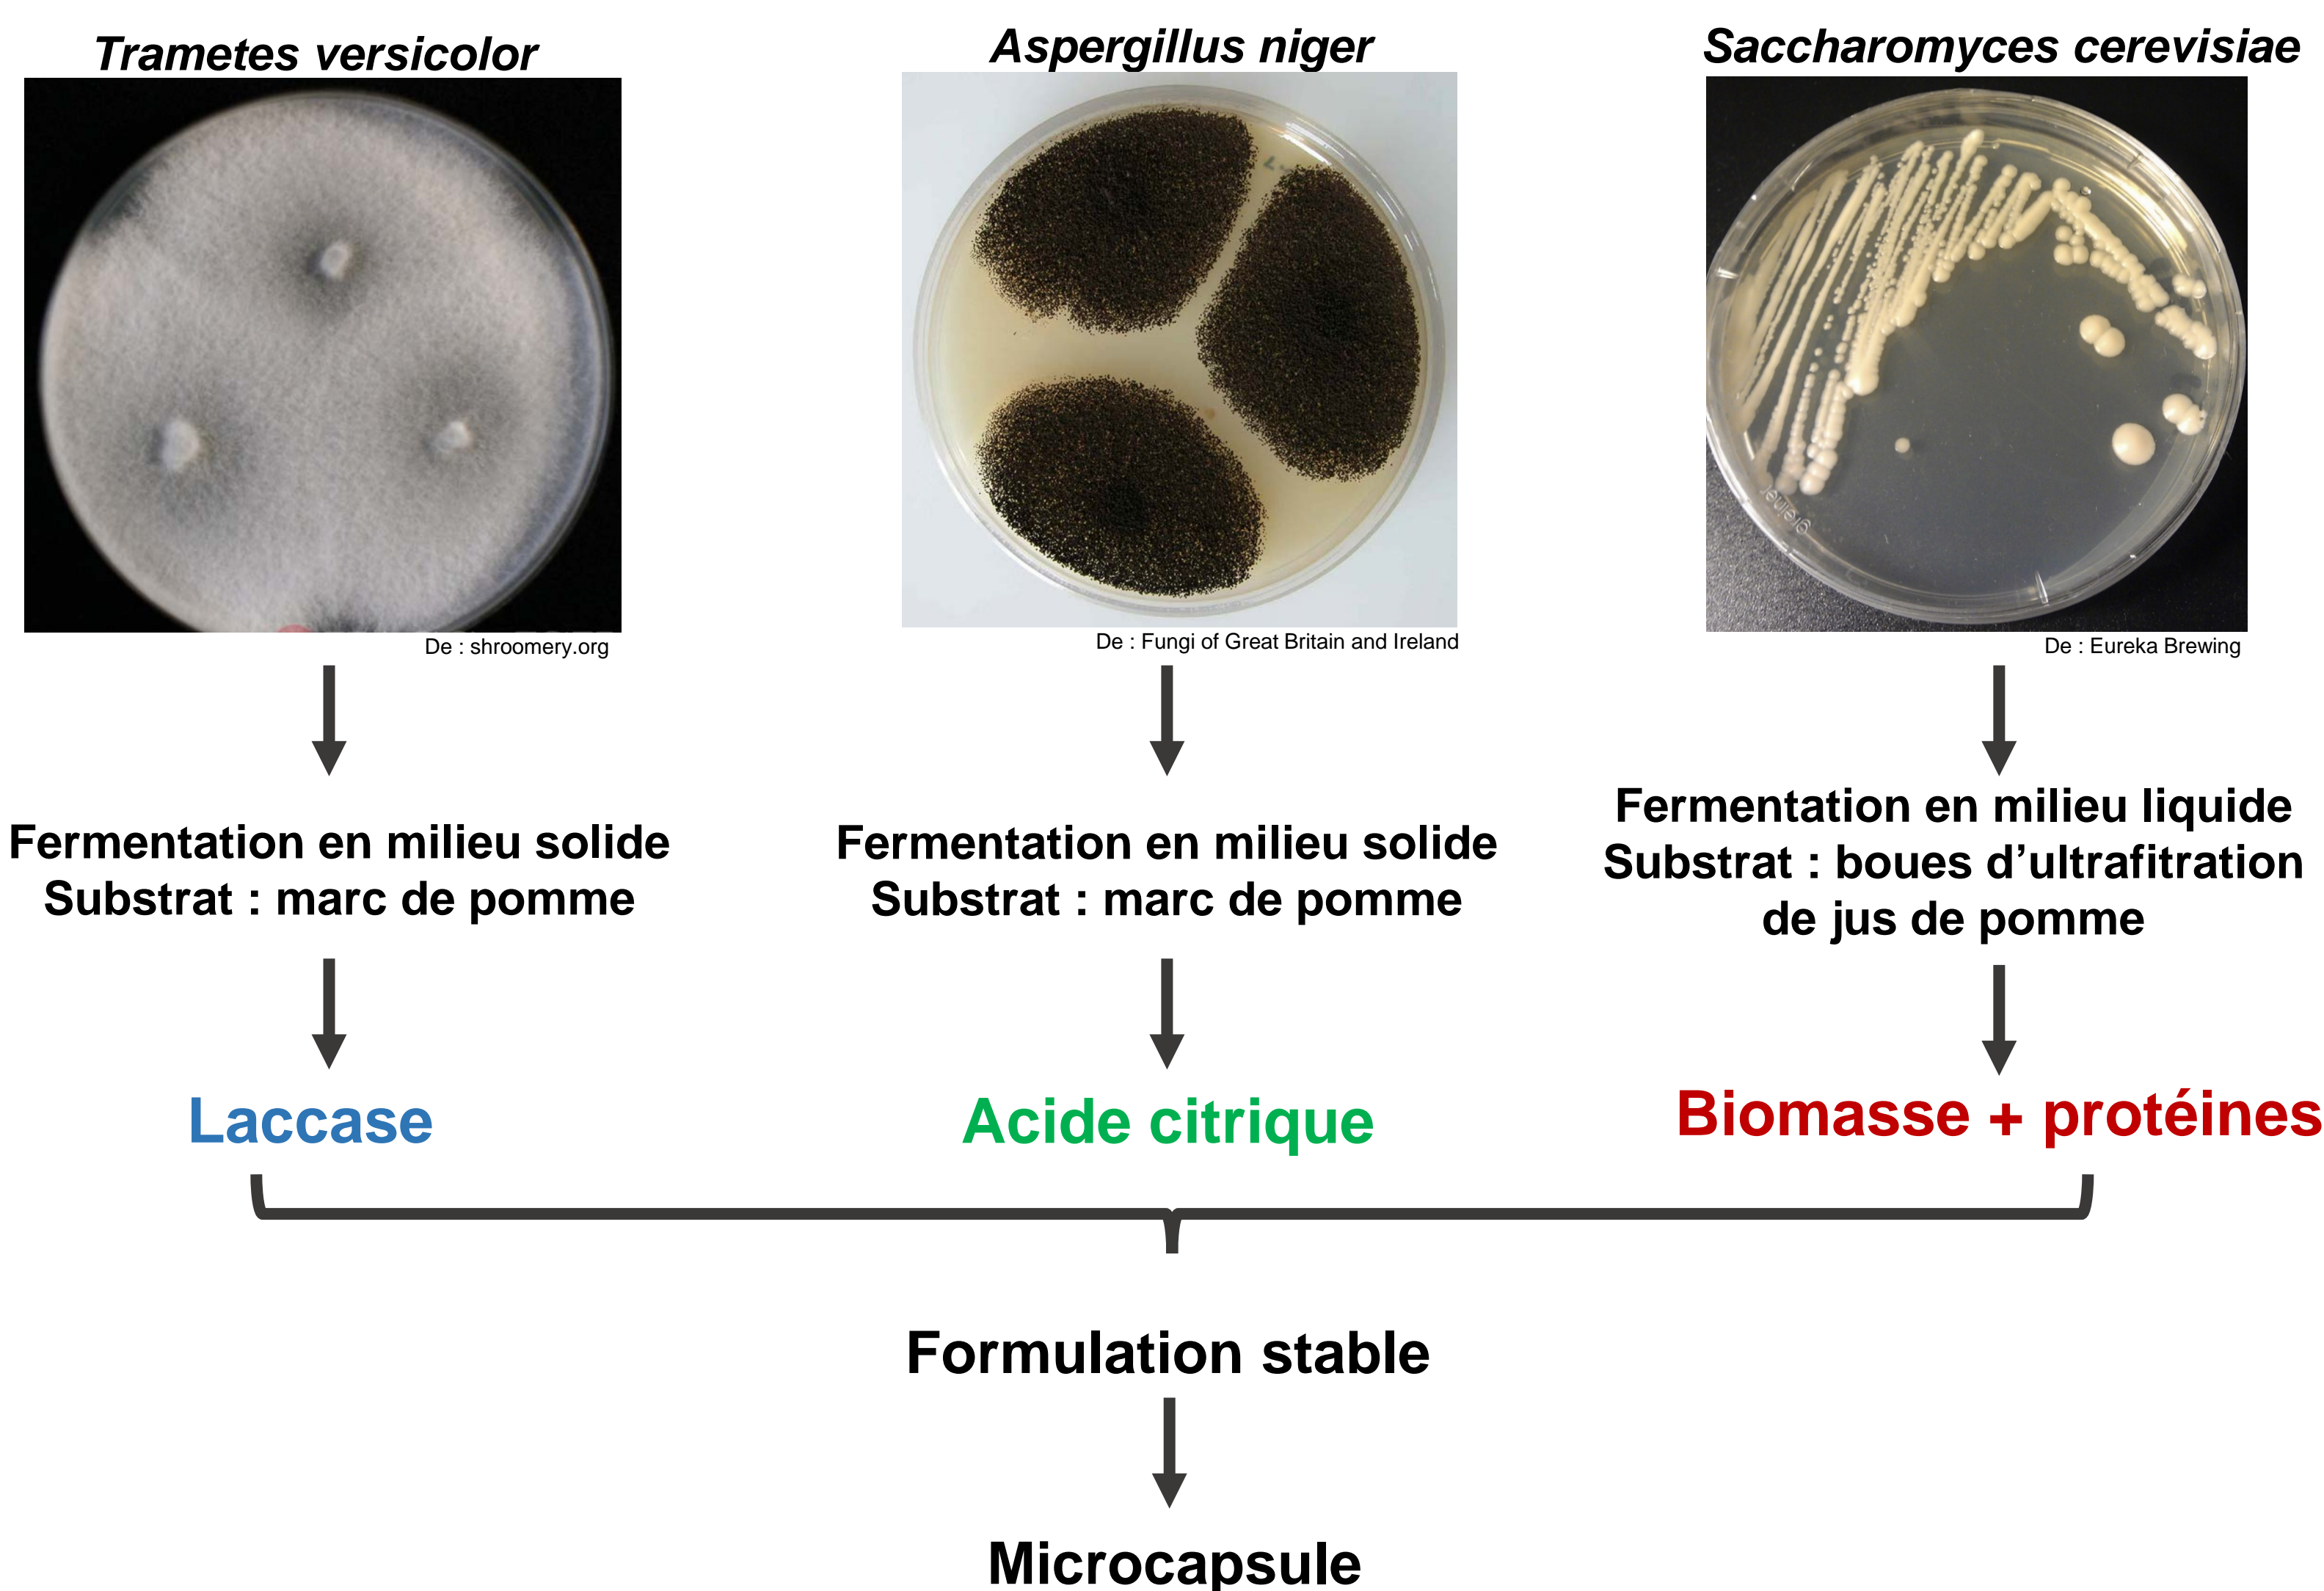 Trametes versicolor
Aspergillus niger
Saccharomyces cerevisiae
greiner
De : shroomery.org
De : Fungi of Great Britain and Ireland
De : Eureka Brewing
Fermentation en milieu solide
Substrat : marc de pomme
Fermentation en milieu solide
Substrat : marc de pomme
Fermentation en milieu liquide
Substrat : boues d’ultrafitration
de jus de pomme
Laccase
Acide citrique
Biomasse + protéines
Formulation stable
Microcapsule